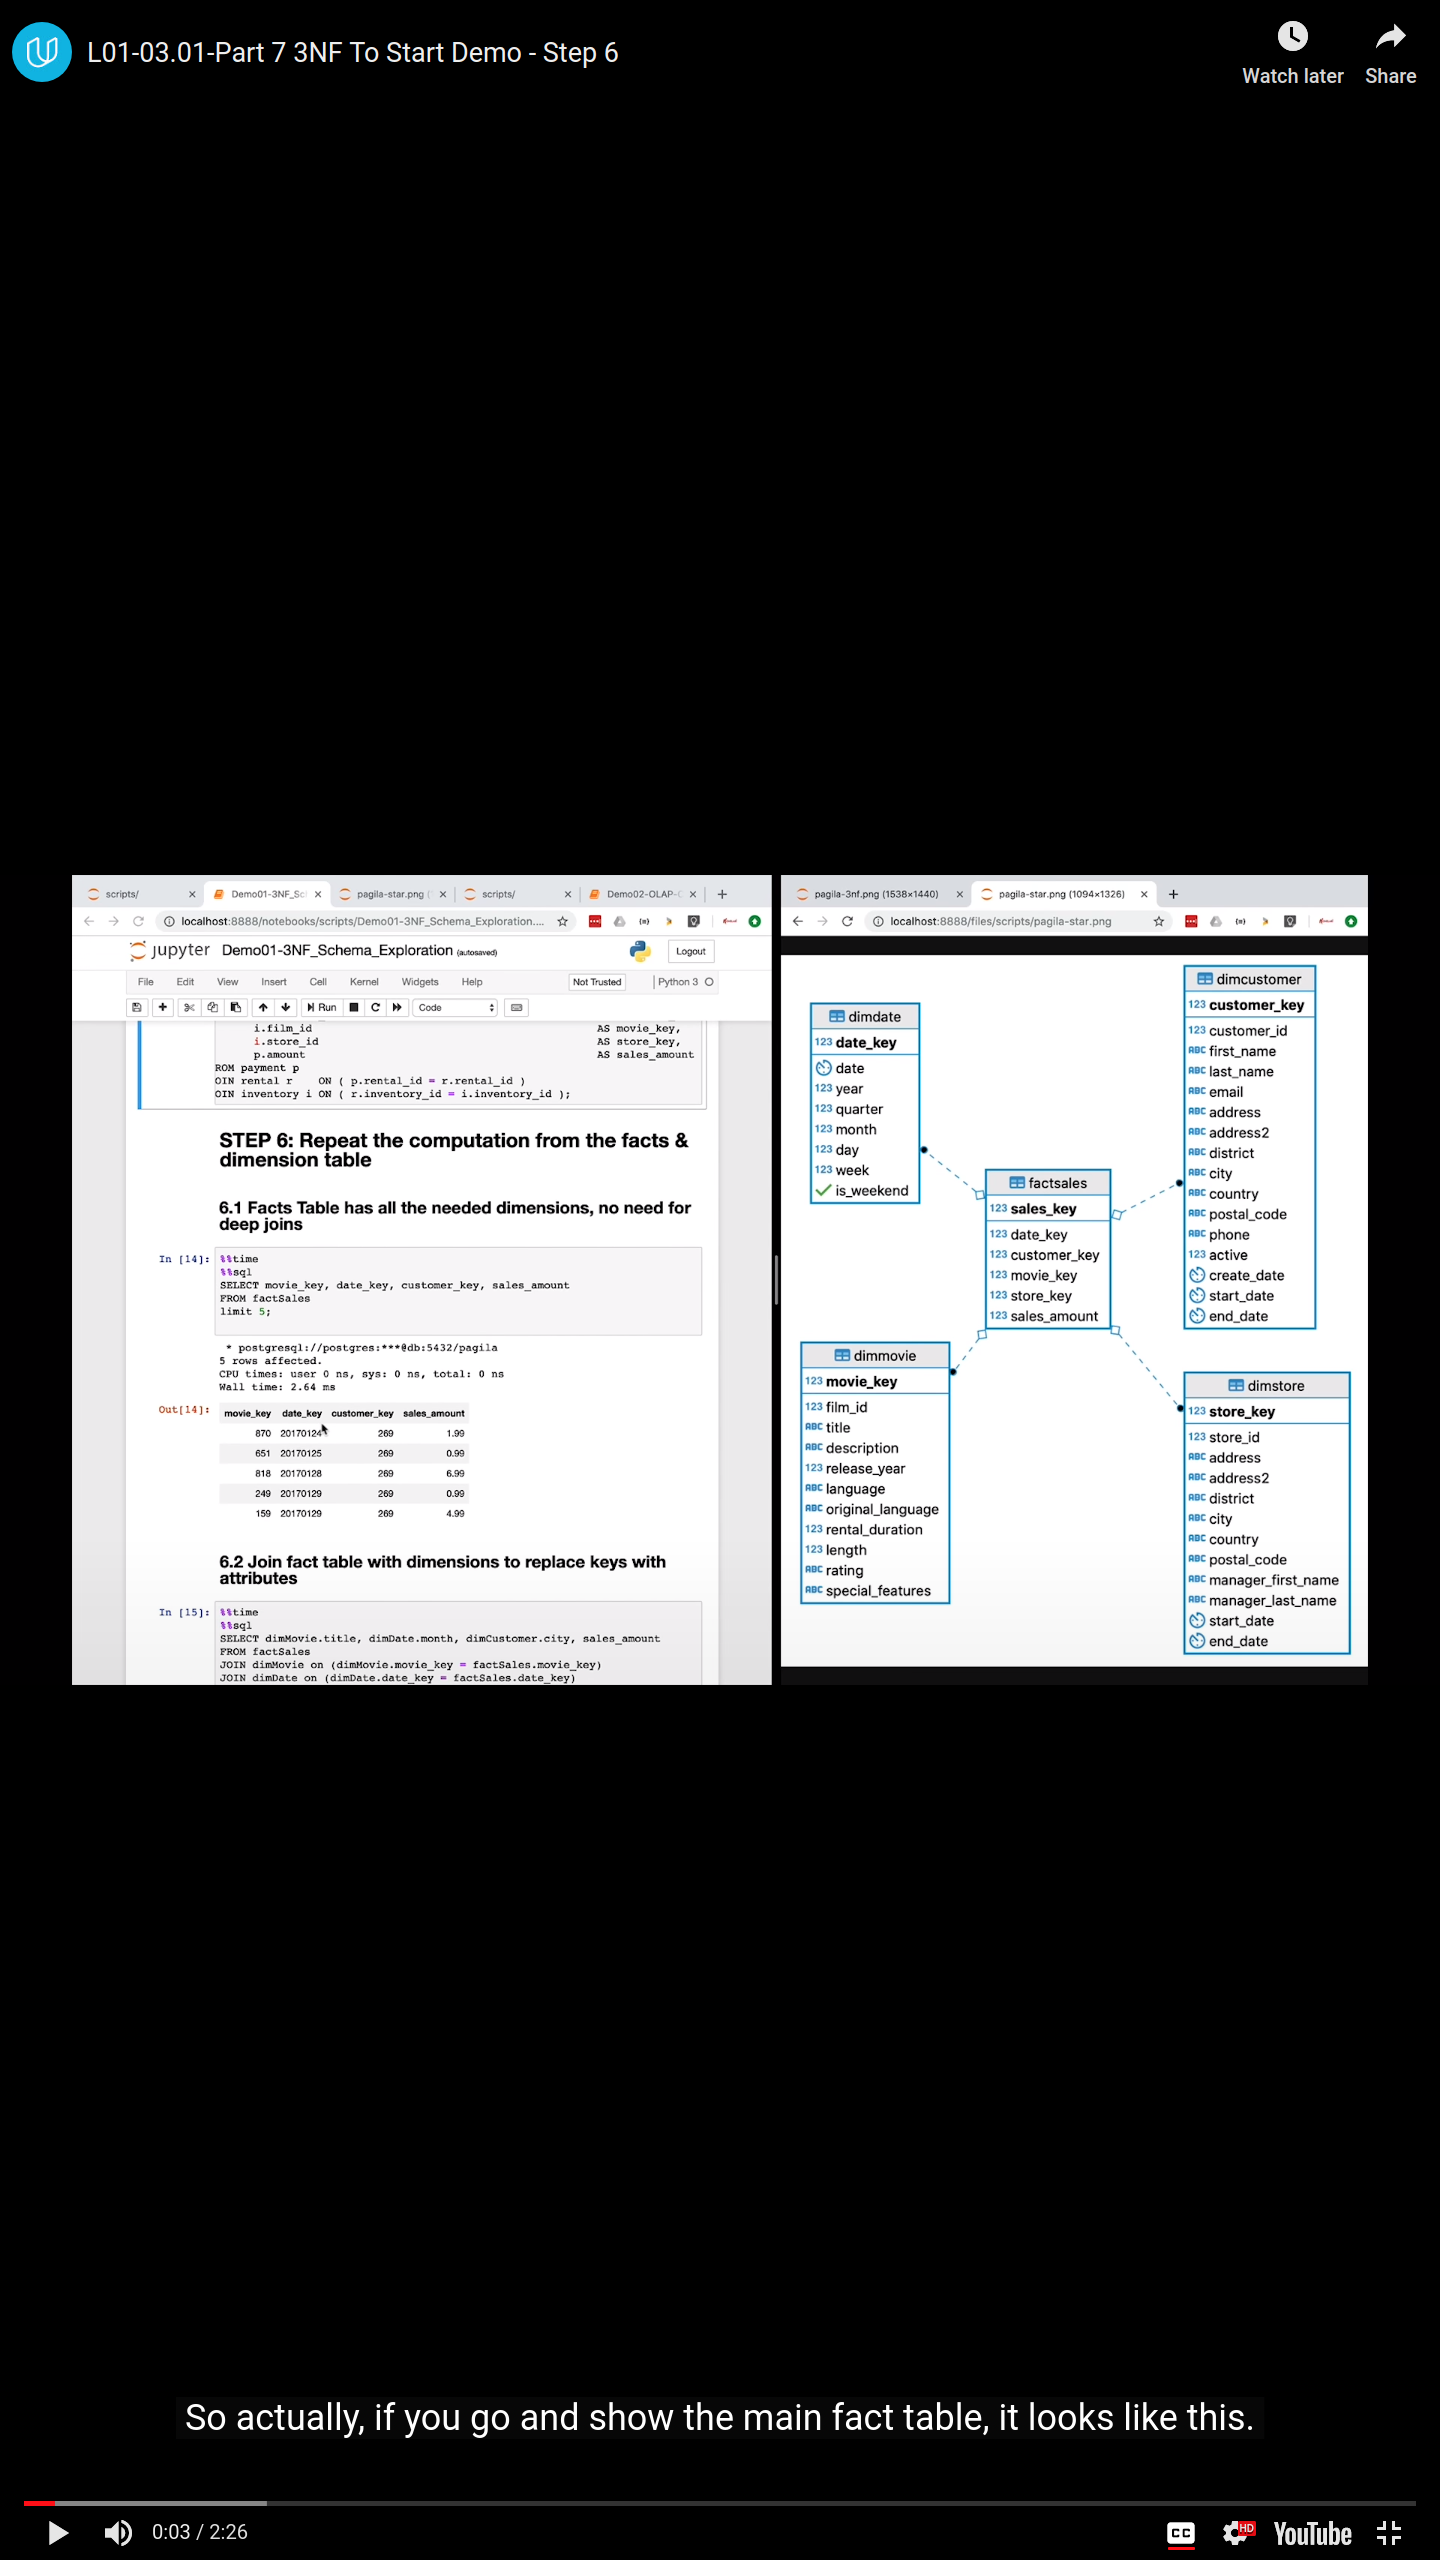 L01-03.01-Part 7 3NF To Start Demo - Step 6
Watch later
Share
scripts/
Demo01-3NF_Sc
pagila-star.png (
scripts/
Demo02-OLAP-C
localhost:8888/notebooks/scripts/Demo01-3NF_Schema_Exploration....
jupyter Demo01-3NF_Schema_Exploration (autosaved)
Logout
File Edit View Insert Cell Kernel Widgets Help
Not Trusted
Python 3
Run
Code
i.film_id AS movie_key,
i.store_id AS store_key,
p.amount AS sales_amount
ROM payment p
OIN rental r ON ( p.rental_id = r.rental_id )
OIN inventory i ON ( r.inventory_id = i.inventory_id );
STEP 6: Repeat the computation from the facts &
dimension table
6.1 Facts Table has all the needed dimensions, no need for
deep joins
In [14]: %%time
%%sql
SELECT movie_key, date_key, customer_key, sales_amount
FROM factSales
limit 5;
* postgresql://postgres:***@db:5432/pagila
5 rows affected.
CPU times: user 0 ns, sys: 0 ns, total: 0 ns
Wall time: 2.64 ms
Out[14]: movie_key date_key customer_key sales_amount
870 20170124 269 1.99
651 20170125 269 0.99
818 20170128 269 6.99
249 20170129 269 0.99
159 20170129 269 4.99
6.2 Join fact table with dimensions to replace keys with
attributes
In [15]: %%time
%%sql
SELECT dimMovie.title, dimDate.month, dimCustomer.city, sales_amount
FROM factSales
JOIN dimMovie on (dimMovie.movie_key = factSales.movie_key)
JOIN dimDate on (dimDate.date_key = factSales.date_key)
pagila-3nf.png (1538×1440)
pagila-star.png (1094×1326)
localhost:8888/files/scripts/pagila-star.png
dimdate
123 date_key
date
123 year
123 quarter
123 month
123 day
123 week
is_weekend
dimcustomer
123 customer_key
123 customer_id
ABC first_name
ABC last_name
ABC email
ABC address
ABC address2
ABC district
ABC city
ABC country
ABC postal_code
ABC phone
123 active
create_date
start_date
end_date
factsales
123 sales_key
123 date_key
123 customer_key
123 movie_key
123 store_key
123 sales_amount
dimmovie
123 movie_key
123 film_id
ABC title
ABC description
123 release_year
ABC language
ABC original_language
123 rental_duration
123 length
ABC rating
ABC special_features
dimstore
123 store_key
123 store_id
ABC address
ABC address2
ABC district
ABC city
ABC country
ABC postal_code
ABC manager_first_name
ABC manager_last_name
start_date
end_date
So actually, if you go and show the main fact table, it looks like this.
0:03 / 2:26
CC
HD
YouTube